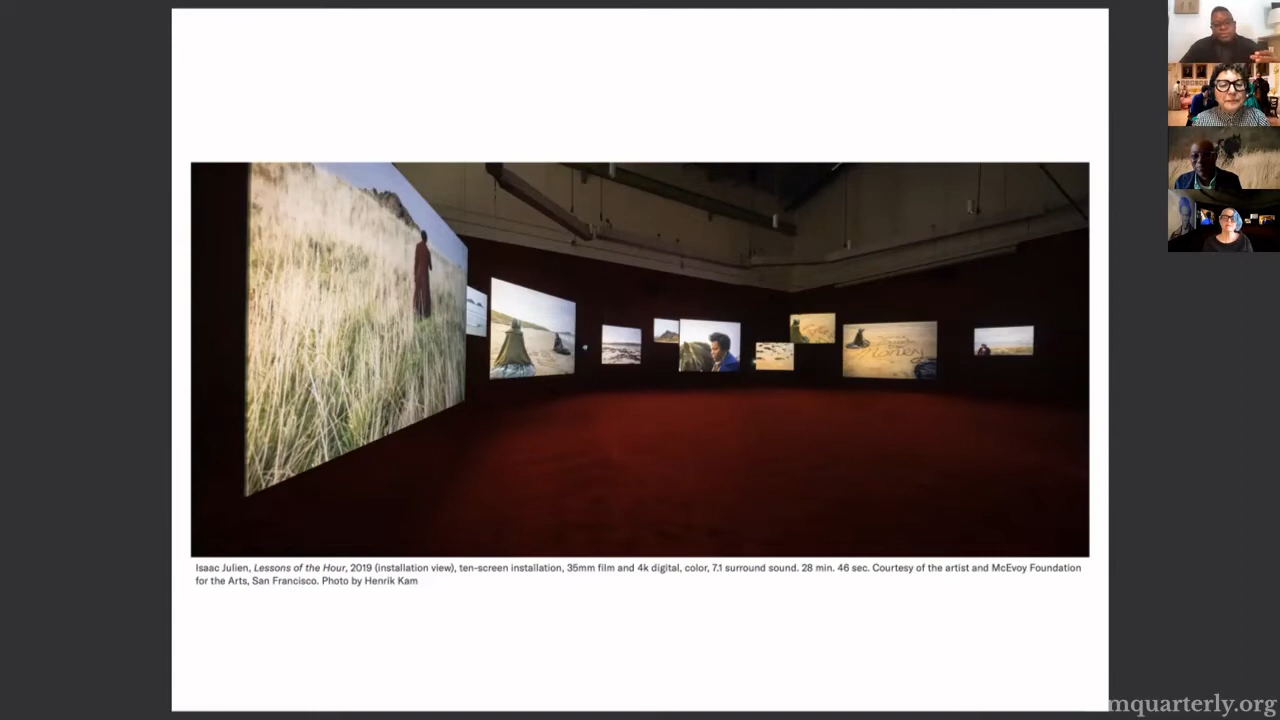 Isaac Julien, Lessons of the Hour, 2019 (installation view), ten-screen installation, 35mm film and 4k digital, color, 7.1 surround sound. 28 min. 46 sec. Courtesy of the artist and McEvoy Foundation
for the Arts, San Francisco. Photo by Henrik Kam
mquarterly.org